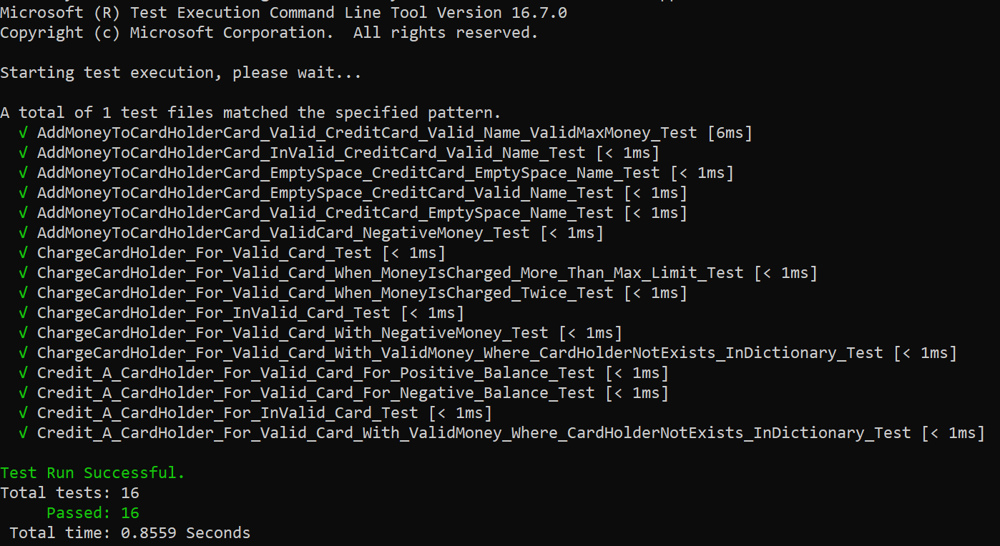 Microsoft (R) Test Execution Command Line Tool Version 16.7.0
Copyright (c) Microsoft Corporation.  All rights reserved.
Starting test execution, please wait...
A total of 1 test files matched the specified pattern.
√ AddMoneyToCardHolderCard_Valid_CreditCard_Valid_Name_ValidMaxMoney_Test [6ms]
√ AddMoneyToCardHolderCard_InValid_CreditCard_Valid_Name_Test [< 1ms]
√ AddMoneyToCardHolderCard_EmptySpace_CreditCard_EmptySpace_Name_Test [< 1ms]
√ AddMoneyToCardHolderCard_EmptySpace_CreditCard_Valid_Name_Test [< 1ms]
√ AddMoneyToCardHolderCard_Valid_CreditCard_EmptySpace_Name_Test [< 1ms]
√ AddMoneyToCardHolderCard_ValidCard_NegativeMoney_Test [< 1ms]
√ ChargeCardHolder_For_Valid_Card_Test [< 1ms]
√ ChargeCardHolder_For_Valid_Card_When_MoneyIsCharged_More_Than_Max_Limit_Test [< 1ms]
√ ChargeCardHolder_For_Valid_Card_When_MoneyIsCharged_Twice_Test [< 1ms]
√ ChargeCardHolder_For_InValid_Card_Test [< 1ms]
√ ChargeCardHolder_For_Valid_Card_With_NegativeMoney_Test [< 1ms]
√ ChargeCardHolder_For_Valid_Card_With_ValidMoney_Where_CardHolderNotExists_InDictionary_Test [< 1ms]
√ Credit_A_CardHolder_For_Valid_Card_For_Positive_Balance_Test [< 1ms]
√ Credit_A_CardHolder_For_Valid_Card_For_Negative_Balance_Test [< 1ms]
√ Credit_A_CardHolder_For_InValid_Card_Test [< 1ms]
√ Credit_A_CardHolder_For_Valid_Card_With_ValidMoney_Where_CardHolderNotExists_InDictionary_Test [< 1ms]
Test Run Successful.
Total tests: 16
Passed: 16
Total time: 0.8559 Seconds